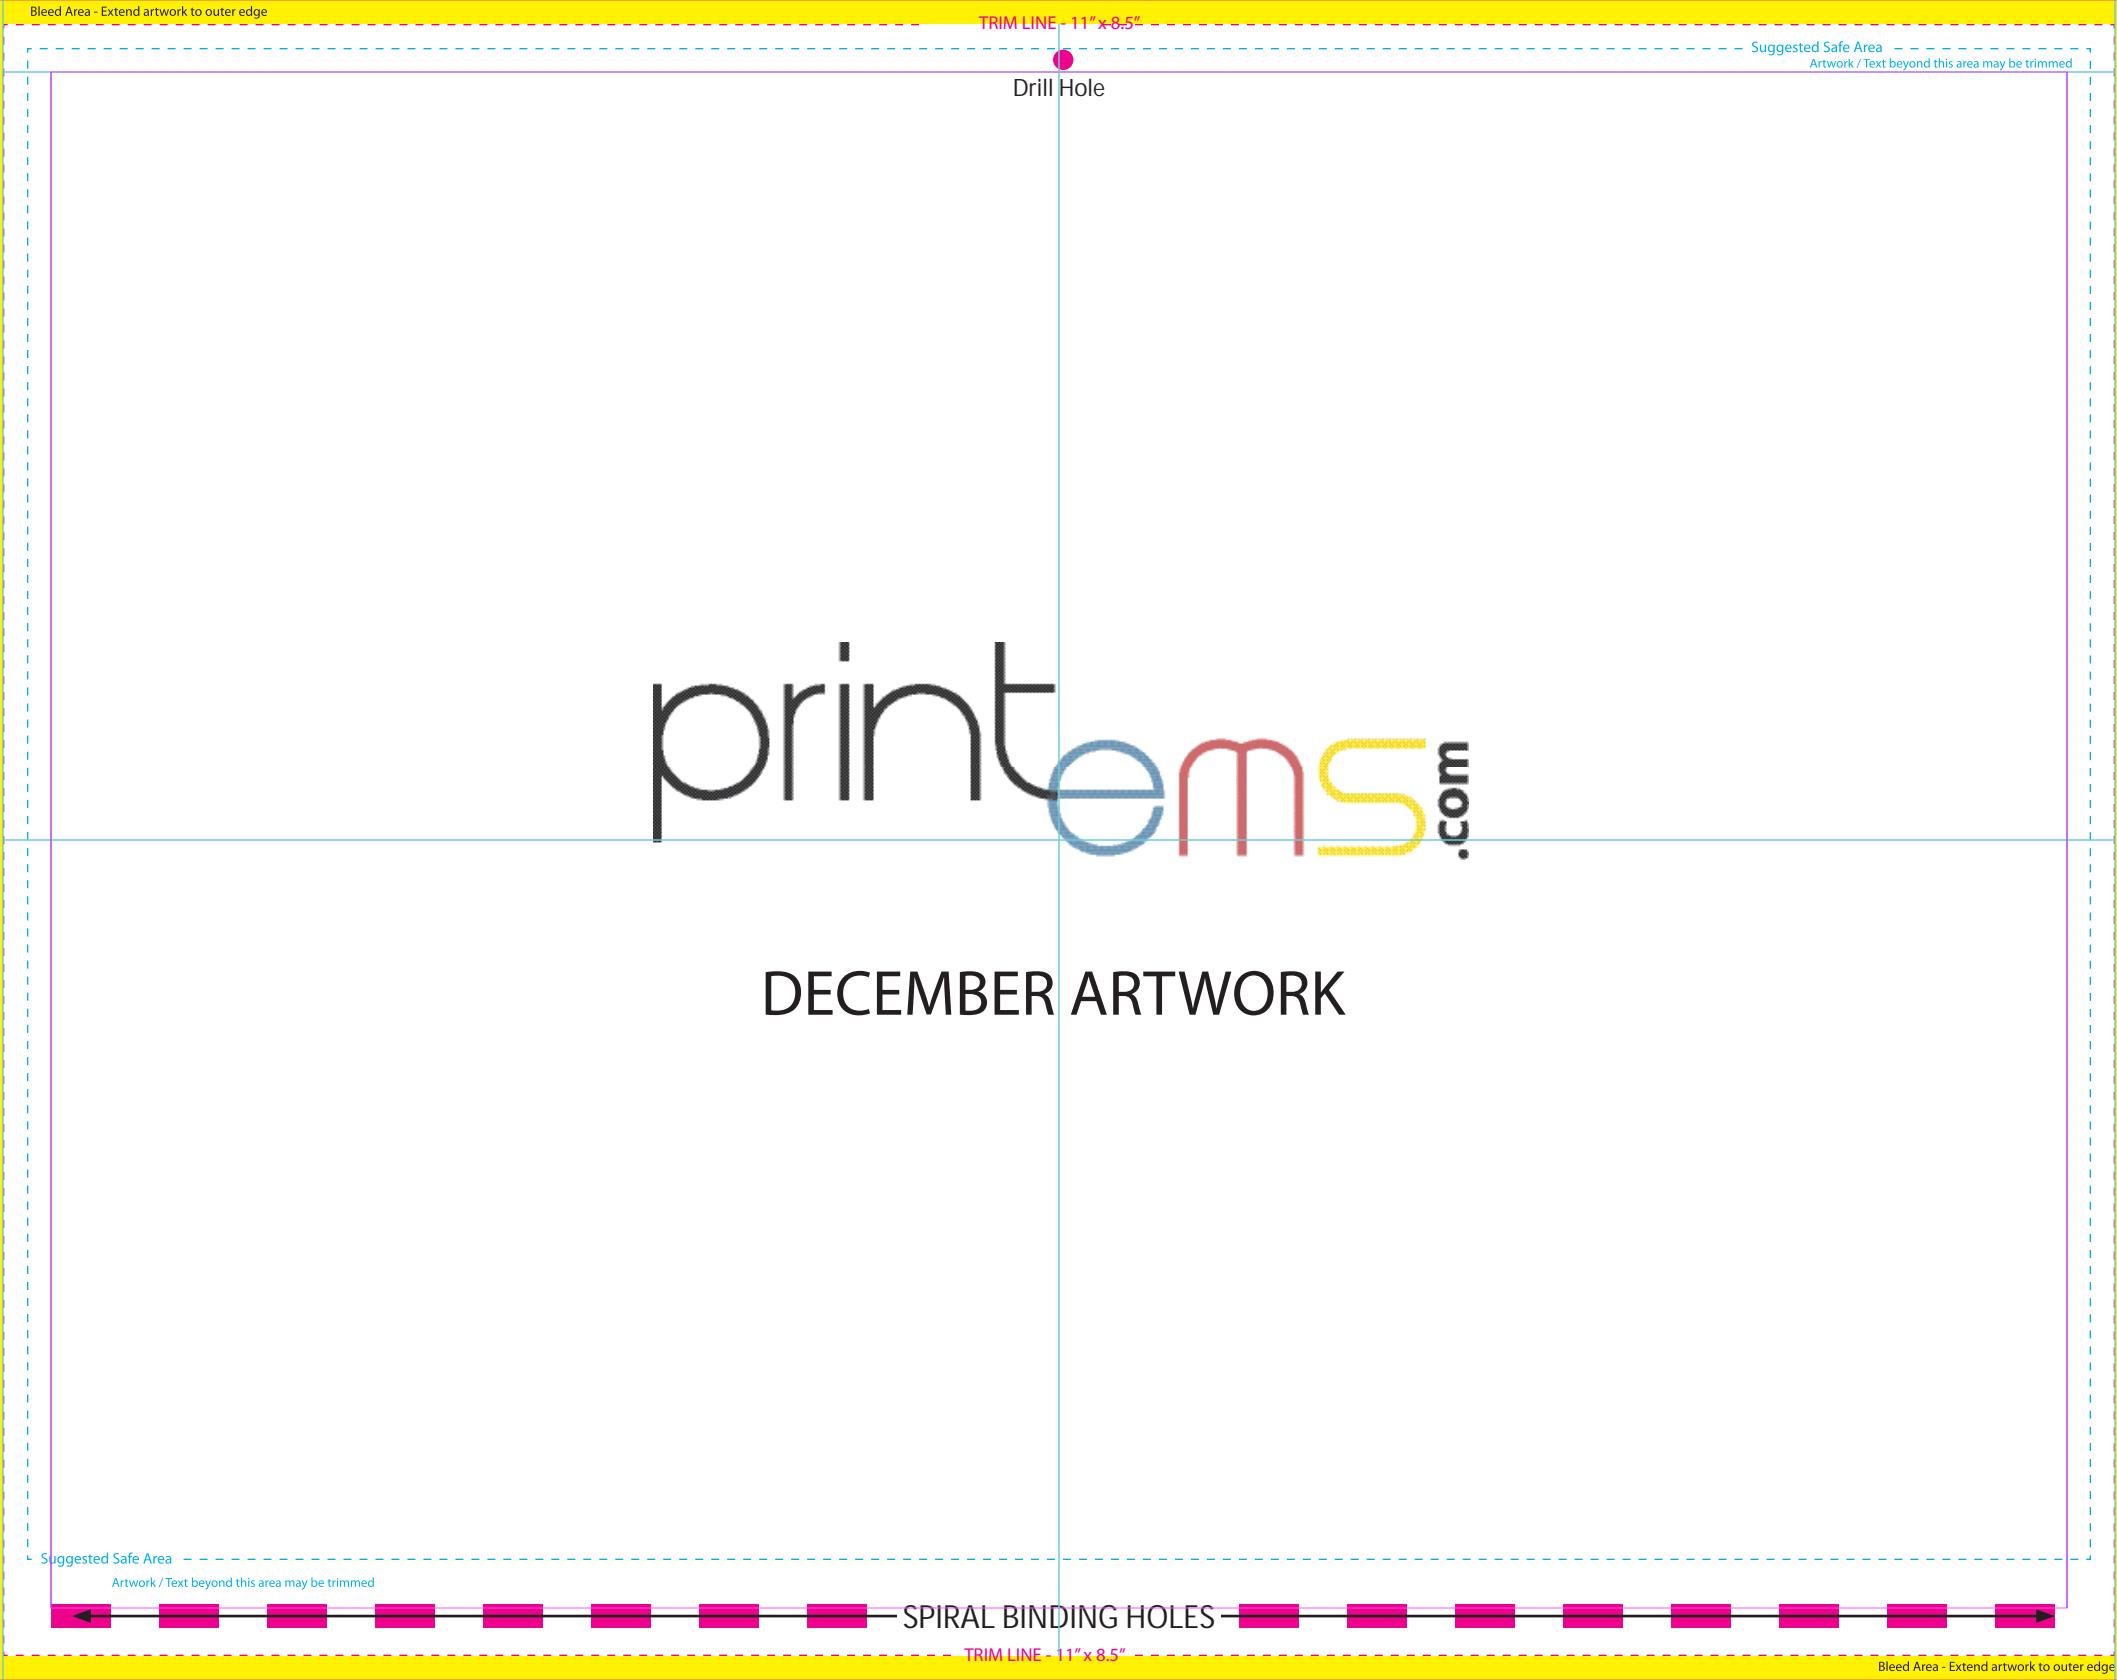 Bleed Area - Extend artwork to outer edge
TRIM LINE - 11” x 8.5”
Suggested Safe Area
Artwork / Text beyond this area may be trimmed
Drill Hole
printems.com
DECEMBER ARTWORK
Suggested Safe Area
Artwork / Text beyond this area may be trimmed
SPIRAL BINDING HOLES
TRIM LINE - 11” x 8.5”
Bleed Area - Extend artwork to outer edge